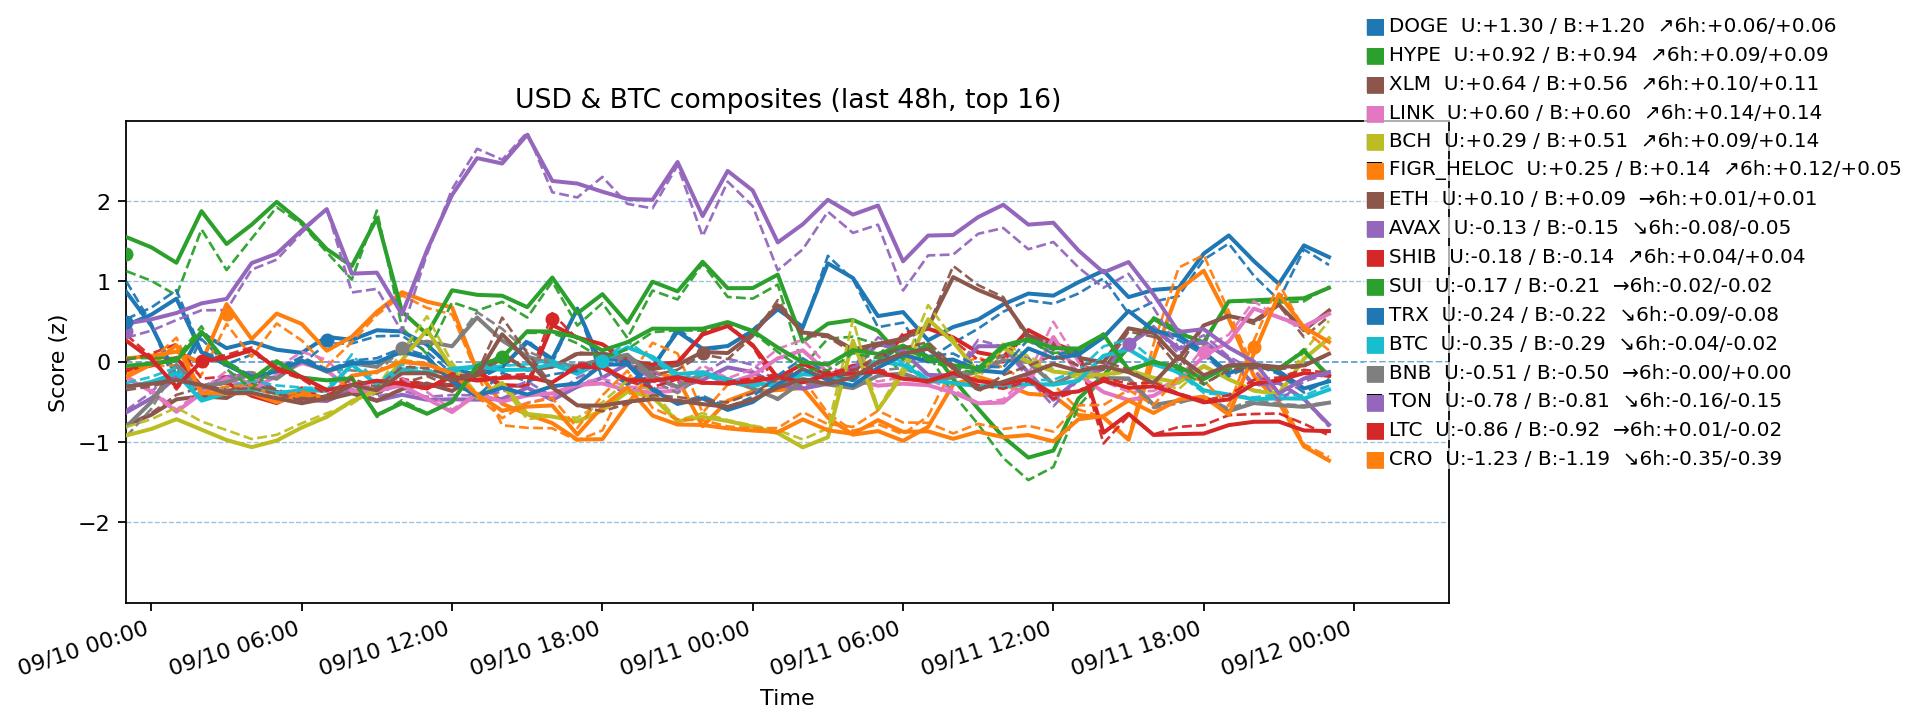 DOGE  U:+1.30 / B:+1.20  ↗6h:+0.06/+0.06
HYPE  U:+0.92 / B:+0.94  ↗6h:+0.09/+0.09
XLM  U:+0.64 / B:+0.56  ↗6h:+0.10/+0.11
LINK  U:+0.60 / B:+0.60  ↗6h:+0.14/+0.14
BCH  U:+0.29 / B:+0.51  ↗6h:+0.09/+0.14
FIGR_HELOC  U:+0.25 / B:+0.14  ↗6h:+0.12/+0.05
ETH  U:+0.10 / B:+0.09  →6h:+0.01/+0.01
AVAX  U:-0.13 / B:-0.15  ↘6h:-0.08/-0.05
SHIB  U:-0.18 / B:-0.14  ↗6h:+0.04/+0.04
SUI  U:-0.17 / B:-0.21  →6h:-0.02/-0.02
TRX  U:-0.24 / B:-0.22  ↘6h:-0.09/-0.08
BTC  U:-0.35 / B:-0.29  ↘6h:-0.04/-0.02
BNB  U:-0.51 / B:-0.50  →6h:-0.00/+0.00
TON  U:-0.78 / B:-0.81  ↘6h:-0.16/-0.15
LTC  U:-0.86 / B:-0.92  →6h:+0.01/-0.02
CRO  U:-1.23 / B:-1.19  ↘6h:-0.35/-0.39
USD & BTC composites (last 48h, top 16)
Score (z)
2
1
0
−1
−2
09/10 00:00
09/10 06:00
09/10 12:00
09/10 18:00
09/11 00:00
09/11 06:00
09/11 12:00
09/11 18:00
09/12 00:00
Time